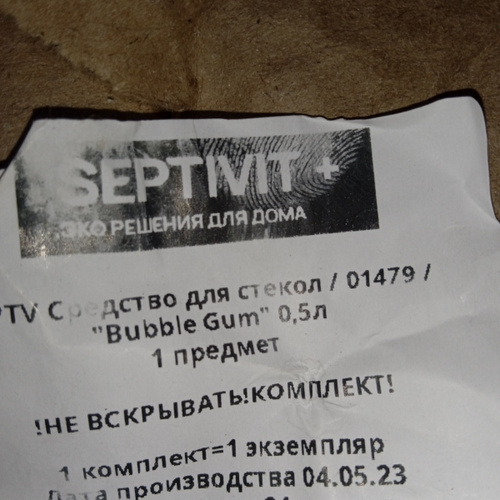 SEPTIVIT +
ЭКО РЕШЕНИЯ ДЛЯ ДОМА
PTV Средство для стекол / 01479 /
"Bubble Gum" 0,5л
1 предмет
!НЕ ВСКРЫВАТЬ!КОМПЛЕКТ!
1 комплект=1 экземпляр
Дата производства 04.05.23